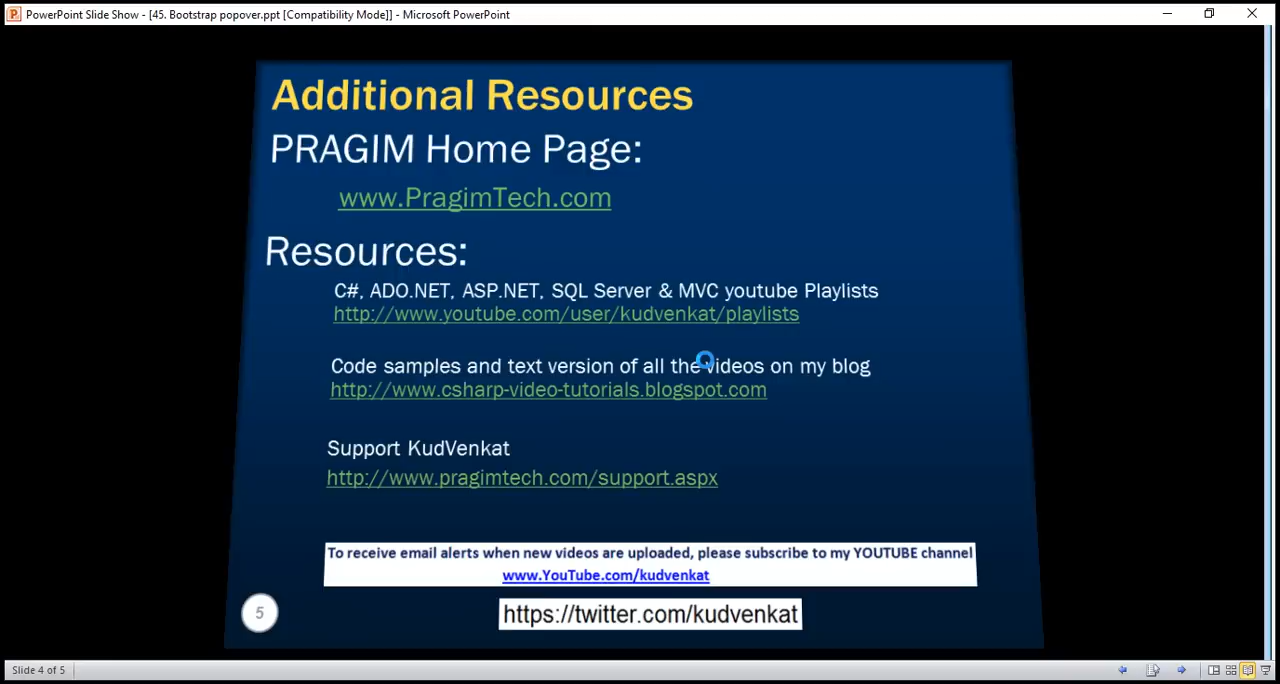 PowerPoint Slide Show - [45. Bootstrap popover.ppt [Compatibility Mode]] - Microsoft PowerPoint
Additional Resources
PRAGIM Home Page:
www.PragimTech.com
Resources:
C#, ADO.NET, ASP.NET, SQL Server & MVC youtube Playlists
http://www.youtube.com/user/kudvenkat/playlists
Code samples and text version of all the videos on my blog
http://www.csharp-video-tutorials.blogspot.com
Support KudVenkat
http://www.pragimtech.com/support.aspx
To receive email alerts when new videos are uploaded, please subscribe to my YOUTUBE channel
www.YouTube.com/kudvenkat
5
https://twitter.com/kudvenkat
Slide 4 of 5